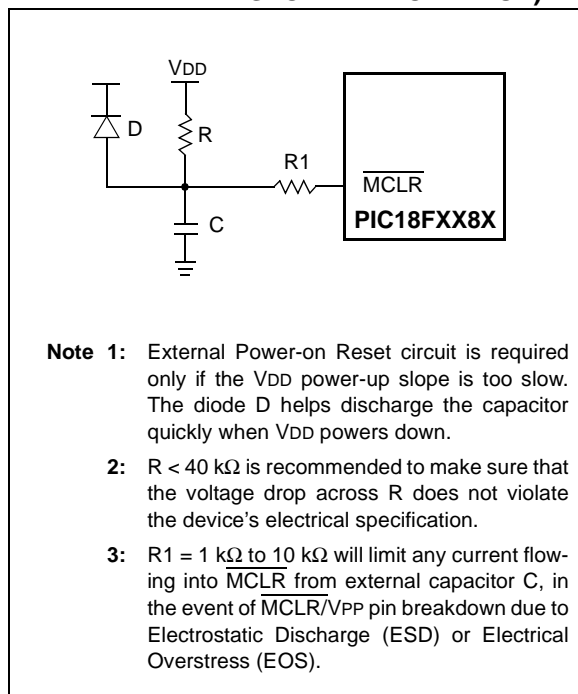 VDD
D
R
R1
MCLR
C
PIC18FXX8X
Note 1: External Power-on Reset circuit is required
only if the VDD power-up slope is too slow.
The diode D helps discharge the capacitor
quickly when VDD powers down.
2: R < 40 kΩ is recommended to make sure that
the voltage drop across R does not violate
the device's electrical specification.
3: R1 = 1 kΩ to 10 kΩ will limit any current flow-
ing into MCLR from external capacitor C, in
the event of MCLR/VPP pin breakdown due to
Electrostatic Discharge (ESD) or Electrical
Overstress (EOS).